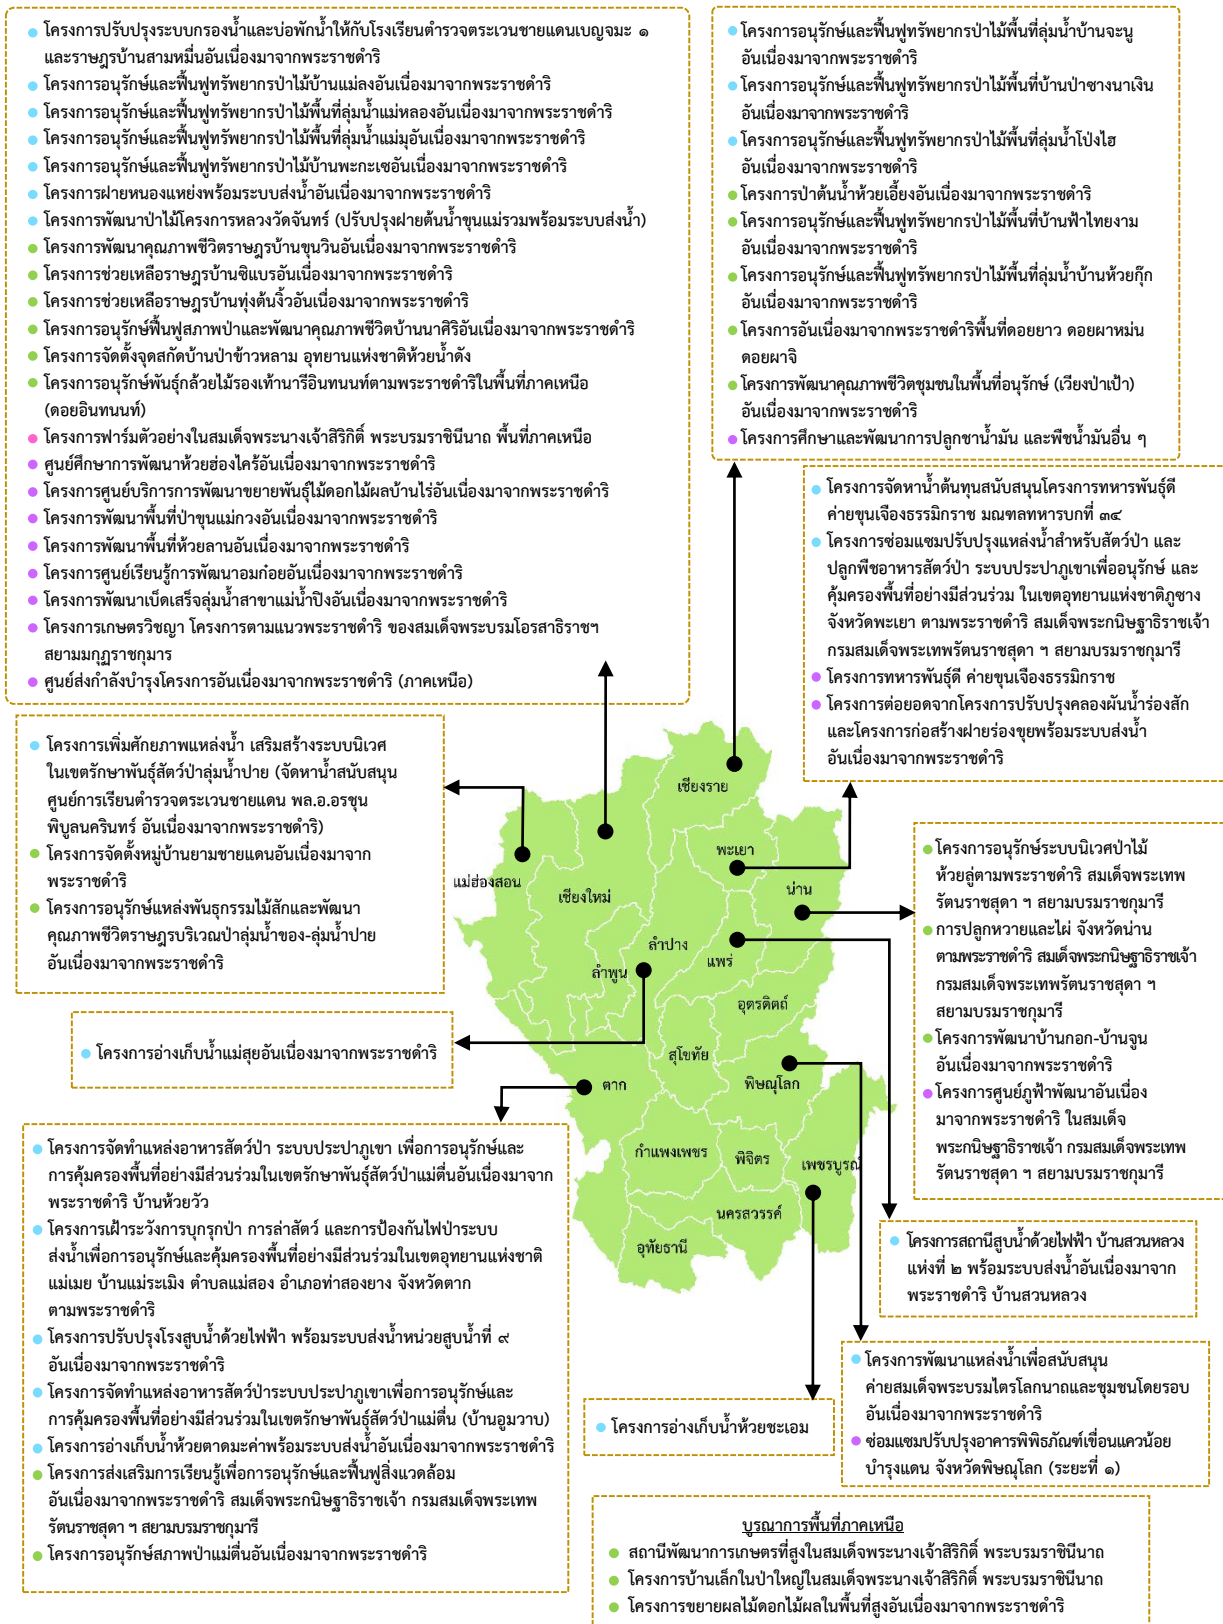 โครงการปรับปรุงระบบกรองน้ำและบ่อพักน้ำให้กับโรงเรียนตำรวจตระเวนชายแดนเบญจมะ ๑
และราษฎรบ้านสามหมื่นอันเนื่องมาจากพระราชดำริ
โครงการอนุรักษ์และฟื้นฟูทรัพยากรป่าไม้บ้านแม่ลงอันเนื่องมาจากพระราชดำริ
โครงการอนุรักษ์และฟื้นฟูทรัพยากรป่าไม้พื้นที่ลุ่มน้ำแม่หลองอันเนื่องมาจากพระราชดำริ
โครงการอนุรักษ์และฟื้นฟูทรัพยากรป่าไม้พื้นที่ลุ่มน้ำแม่มุอันเนื่องมาจากพระราชดำริ
โครงการอนุรักษ์และฟื้นฟูทรัพยากรป่าไม้บ้านพะกะเซอันเนื่องมาจากพระราชดำริ
โครงการฝายหนองแหย่งพร้อมระบบส่งน้ำอันเนื่องมาจากพระราชดำริ
โครงการพัฒนาป่าไม้โครงการหลวงวัดจันทร์ (ปรับปรุงฝายต้นน้ำขุนแม่รวมพร้อมระบบส่งน้ำ)
โครงการพัฒนาคุณภาพชีวิตราษฎรบ้านขุนวินอันเนื่องมาจากพระราชดำริ
โครงการช่วยเหลือราษฎรบ้านซิแบรอันเนื่องมาจากพระราชดำริ
โครงการช่วยเหลือราษฎรบ้านทุ่งต้นงิ้วอันเนื่องมาจากพระราชดำริ
โครงการอนุรักษ์ฟื้นฟูสภาพป่าและพัฒนาคุณภาพชีวิตบ้านนาศิริอันเนื่องมาจากพระราชดำริ
โครงการจัดตั้งจุดสกัดบ้านป่าข้าวหลาม อุทยานแห่งชาติห้วยน้ำดัง
โครงการอนุรักษ์พันธุ์กล้วยไม้รองเท้านารีอินทนนท์ตามพระราชดำริในพื้นที่ภาคเหนือ
(ดอยอินทนนท์)
โครงการฟาร์มตัวอย่างในสมเด็จพระนางเจ้าสิริกิติ์ พระบรมราชินีนาถ พื้นที่ภาคเหนือ
ศูนย์ศึกษาการพัฒนาห้วยฮ่องไคร้อันเนื่องมาจากพระราชดำริ
โครงการศูนย์บริการการพัฒนาขยายพันธุ์ไม้ดอกไม้ผลบ้านไร่อันเนื่องมาจากพระราชดำริ
โครงการพัฒนาพื้นที่ป่าขุนแม่กวงอันเนื่องมาจากพระราชดำริ
โครงการพัฒนาพื้นที่ห้วยลานอันเนื่องมาจากพระราชดำริ
โครงการศูนย์เรียนรู้การพัฒนาอมก๋อยอันเนื่องมาจากพระราชดำริ
โครงการพัฒนาเบ็ดเสร็จลุ่มน้ำสาขาแม่น้ำปิงอันเนื่องมาจากพระราชดำริ
โครงการเกษตรวิชญา โครงการตามแนวพระราชดำริ ของสมเด็จพระบรมโอรสาธิราชฯ
สยามมกุฎราชกุมาร
ศูนย์ส่งกำลังบำรุงโครงการอันเนื่องมาจากพระราชดำริ (ภาคเหนือ)
โครงการอนุรักษ์และฟื้นฟูทรัพยากรป่าไม้พื้นที่ลุ่มน้ำบ้านจะนู
อันเนื่องมาจากพระราชดำริ
โครงการอนุรักษ์และฟื้นฟูทรัพยากรป่าไม้พื้นที่บ้านป่าซางนาเงิน
อันเนื่องมาจากพระราชดำริ
โครงการอนุรักษ์และฟื้นฟูทรัพยากรป่าไม้พื้นที่ลุ่มน้ำโป่งไฮ
อันเนื่องมาจากพระราชดำริ
โครงการป่าต้นน้ำห้วยเอี้ยงอันเนื่องมาจากพระราชดำริ
โครงการอนุรักษ์และฟื้นฟูทรัพยากรป่าไม้พื้นที่บ้านฟ้าไทยงาม
อันเนื่องมาจากพระราชดำริ
โครงการอนุรักษ์และฟื้นฟูทรัพยากรป่าไม้พื้นที่ลุ่มน้ำบ้านห้วยกุ๊ก
อันเนื่องมาจากพระราชดำริ
โครงการอันเนื่องมาจากพระราชดำริพื้นที่ดอยยาว ดอยผาหม่น
ดอยผาจิ
โครงการพัฒนาคุณภาพชีวิตชุมชนในพื้นที่อนุรักษ์ (เวียงป่าเป้า)
อันเนื่องมาจากพระราชดำริ
โครงการศึกษาและพัฒนาการปลูกชาน้ำมัน และพืชน้ำมันอื่น ๆ
โครงการจัดหาน้ำต้นทุนสนับสนุนโครงการทหารพันธุ์ดี
ค่ายขุนเจืองธรรมิกราช มณฑลทหารบกที่ ๓๔
โครงการซ่อมแซมปรับปรุงแหล่งน้ำสำหรับสัตว์ป่า และ
ปลูกพืชอาหารสัตว์ป่า ระบบประปาภูเขาเพื่ออนุรักษ์ และ
คุ้มครองพื้นที่อย่างมีส่วนร่วม ในเขตอุทยานแห่งชาติภูซาง
จังหวัดพะเยา ตามพระราชดำริ สมเด็จพระกนิษฐาธิราชเจ้า
กรมสมเด็จพระเทพรัตนราชสุดา ฯ สยามบรมราชกุมารี
โครงการทหารพันธุ์ดี ค่ายขุนเจืองธรรมิกราช
โครงการต่อยอดจากโครงการปรับปรุงคลองผันน้ำร่องสัก
และโครงการก่อสร้างฝายร่องขุยพร้อมระบบส่งน้ำ
อันเนื่องมาจากพระราชดำริ
โครงการเพิ่มศักยภาพแหล่งน้ำ เสริมสร้างระบบนิเวศ
ในเขตรักษาพันธุ์สัตว์ป่าลุ่มน้ำปาย (จัดหาน้ำสนับสนุน
ศูนย์การเรียนตำรวจตระเวนชายแดน พล.อ.อรชุน
พิบูลนครินทร์ อันเนื่องมาจากพระราชดำริ)
โครงการจัดตั้งหมู่บ้านยามชายแดนอันเนื่องมาจาก
พระราชดำริ
โครงการอนุรักษ์แหล่งพันธุกรรมไม้สักและพัฒนา
คุณภาพชีวิตราษฎรบริเวณป่าลุ่มน้ำของ-ลุ่มน้ำปาย
อันเนื่องมาจากพระราชดำริ
เชียงราย
พะเยา
แม่ฮ่องสอน
เชียงใหม่
น่าน
ลำปาง
แพร่
ลำพูน
อุตรดิตถ์
สุโขทัย
ตาก
พิษณุโลก
กำแพงเพชร
พิจิตร
เพชรบูรณ์
นครสวรรค์
อุทัยธานี
โครงการอนุรักษ์ระบบนิเวศป่าไม้
ห้วยลู่ตามพระราชดำริ สมเด็จพระเทพ
รัตนราชสุดา ฯ สยามบรมราชกุมารี
การปลูกหวายและไผ่ จังหวัดน่าน
ตามพระราชดำริ สมเด็จพระกนิษฐาธิราชเจ้า
กรมสมเด็จพระเทพรัตนราชสุดา ฯ
สยามบรมราชกุมารี
โครงการพัฒนาบ้านกอก-บ้านจูน
อันเนื่องมาจากพระราชดำริ
โครงการศูนย์ภูฟ้าพัฒนาอันเนื่อง
มาจากพระราชดำริ ในสมเด็จ
พระกนิษฐาธิราชเจ้า กรมสมเด็จพระเทพ
รัตนราชสุดา ฯ สยามบรมราชกุมารี
โครงการอ่างเก็บน้ำแม่สุยอันเนื่องมาจากพระราชดำริ
โครงการจัดทำแหล่งอาหารสัตว์ป่า ระบบประปาภูเขา เพื่อการอนุรักษ์และ
การคุ้มครองพื้นที่อย่างมีส่วนร่วมในเขตรักษาพันธุ์สัตว์ป่าแม่ตื่นอันเนื่องมาจาก
พระราชดำริ บ้านห้วยวัว
โครงการเฝ้าระวังการบุกรุกป่า การล่าสัตว์ และการป้องกันไฟป่าระบบ
ส่งน้ำเพื่อการอนุรักษ์และคุ้มครองพื้นที่อย่างมีส่วนร่วมในเขตอุทยานแห่งชาติ
แม่เมย บ้านแม่ระเมิง ตำบลแม่สอง อำเภอท่าสองยาง จังหวัดตาก
ตามพระราชดำริ
โครงการปรับปรุงโรงสูบน้ำด้วยไฟฟ้า พร้อมระบบส่งน้ำหน่วยสูบน้ำที่ ๙
อันเนื่องมาจากพระราชดำริ
โครงการจัดทำแหล่งอาหารสัตว์ป่าระบบประปาภูเขาเพื่อการอนุรักษ์และ
การคุ้มครองพื้นที่อย่างมีส่วนร่วมในเขตรักษาพันธุ์สัตว์ป่าแม่ตื่น (บ้านอูมวาบ)
โครงการอ่างเก็บน้ำห้วยตาดมะค่าพร้อมระบบส่งน้ำอันเนื่องมาจากพระราชดำริ
โครงการส่งเสริมการเรียนรู้เพื่อการอนุรักษ์และฟื้นฟูสิ่งแวดล้อม
อันเนื่องมาจากพระราชดำริ สมเด็จพระกนิษฐาธิราชเจ้า กรมสมเด็จพระเทพ
รัตนราชสุดา ฯ สยามบรมราชกุมารี
โครงการอนุรักษ์สภาพป่าแม่ตื่นอันเนื่องมาจากพระราชดำริ
โครงการสถานีสูบน้ำด้วยไฟฟ้า บ้านสวนหลวง
แห่งที่ ๒ พร้อมระบบส่งน้ำอันเนื่องมาจาก
พระราชดำริ บ้านสวนหลวง
โครงการพัฒนาแหล่งน้ำเพื่อสนับสนุน
ค่ายสมเด็จพระบรมไตรโลกนาถและชุมชนโดยรอบ
อันเนื่องมาจากพระราชดำริ
ซ่อมแซมปรับปรุงอาคารพิพิธภัณฑ์เขื่อนแควน้อย
บำรุงแดน จังหวัดพิษณุโลก (ระยะที่ ๑)
โครงการอ่างเก็บน้ำห้วยชะเอม
บูรณาการพื้นที่ภาคเหนือ
สถานีพัฒนาการเกษตรที่สูงในสมเด็จพระนางเจ้าสิริกิติ์ พระบรมราชินีนาถ
โครงการบ้านเล็กในป่าใหญ่ในสมเด็จพระนางเจ้าสิริกิติ์ พระบรมราชินีนาถ
โครงการขยายผลไม้ดอกไม้ผลในพื้นที่สูงอันเนื่องมาจากพระราชดำริ